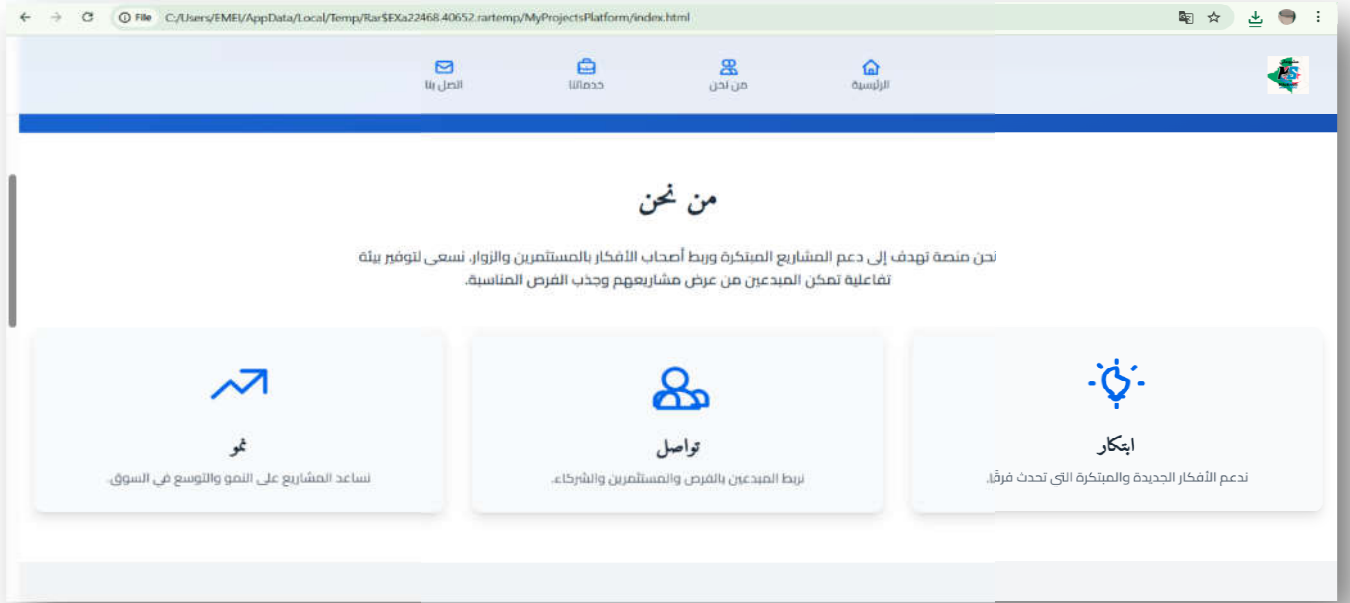 File C:/Users/EMEI/AppData/Local/Temp/Rar$EXa22468.40652.rartemp/MyProjectsPlatform/index.html
الرئيسية
من نحن
خدماتنا
اتصل بنا
من نحن
نحن منصة تهدف إلى دعم المشاريع المبتكرة وربط أصحاب الأفكار بالمستثمرين والزوار. نسعى لتوفير بيئة
تفاعلية تمكن المبدعين من عرض مشاريعهم وجذب الفرص المناسبة.
ابتكار
ندعم الأفكار الجديدة والمبتكرة التي تحدث فرقًا.
تواصل
نربط المبدعين بالفرص والمستثمرين والشركاء.
نمو
نساعد المشاريع على النمو والتوسع في السوق.